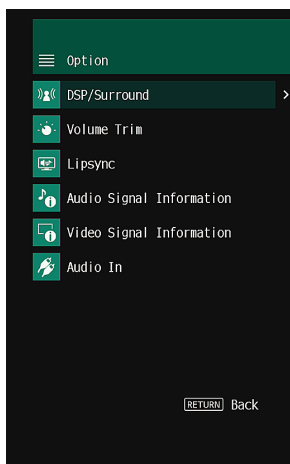 Option
DSP/Surround
Volume Trim
Lipsync
Audio Signal Information
Video Signal Information
Audio In
RETURN Back